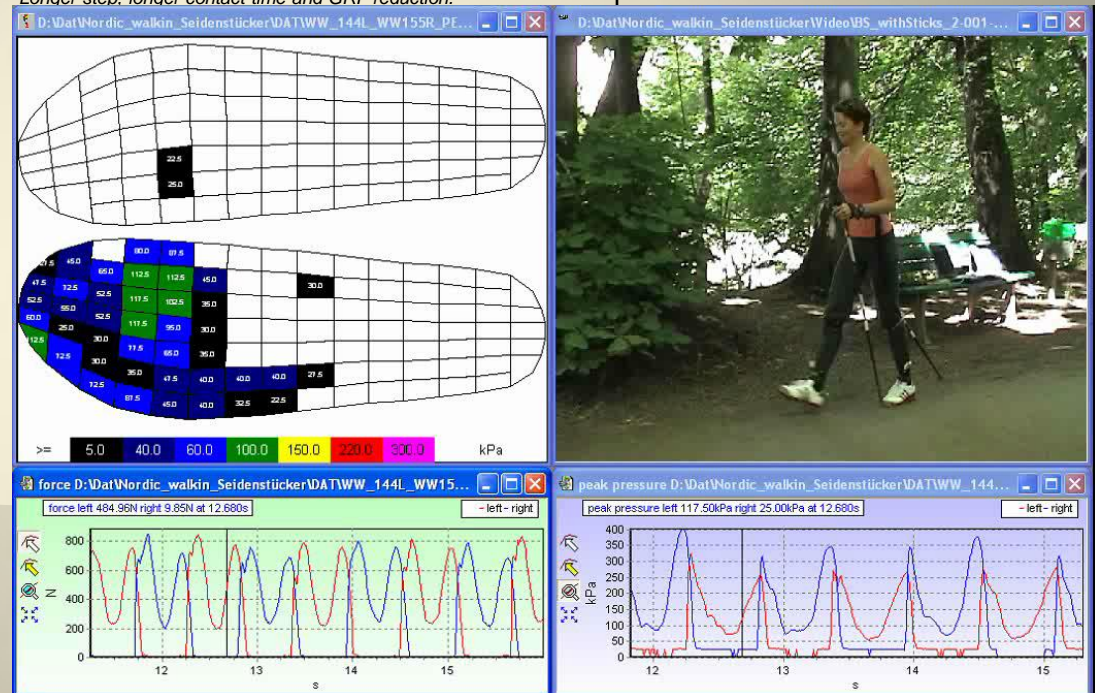 Longer step, longer contact time and GRF reduction.
D:\Dat\Nordic_walkin_Seidenstücker\DAT\WW_144L_WW155R_PE...
D:\Dat\Nordic_walkin_Seidenstücker\Video\BS_withSticks_2-001-...
22.5
25.0
80.0 87.5
27.5 45.0 65.0 112.5 112.5 45.0 30.0
47.5 72.5 52.5 117.5 102.5 35.0
52.5 55.0
60.0 25.0 30.0 117.5 95.0 30.0
112.5 72.5 77.5 65.0 35.0
72.5 35.0 47.5 40.0 40.0 40.0 27.5
87.5 45.0 40.0 32.5 22.5
>= 5.0 40.0 60.0 100.0 150.0 220.0 300.0 kPa
force D:\Dat\Nordic_walkin_Seidenstücker\DAT\WW_144L_WW15...
force left 484.96N right 9.85N at 12.680s
- left - right
800
600
400
200
0
N
12 13 14 15
s
peak pressure D:\Dat\Nordic_walkin_Seidenstücker\DAT\WW_144...
peak pressure left 117.50kPa right 25.00kPa at 12.680s
- left - right
400
350
300
250
200
150
100
50
0
kPa
12 13 14 15
s